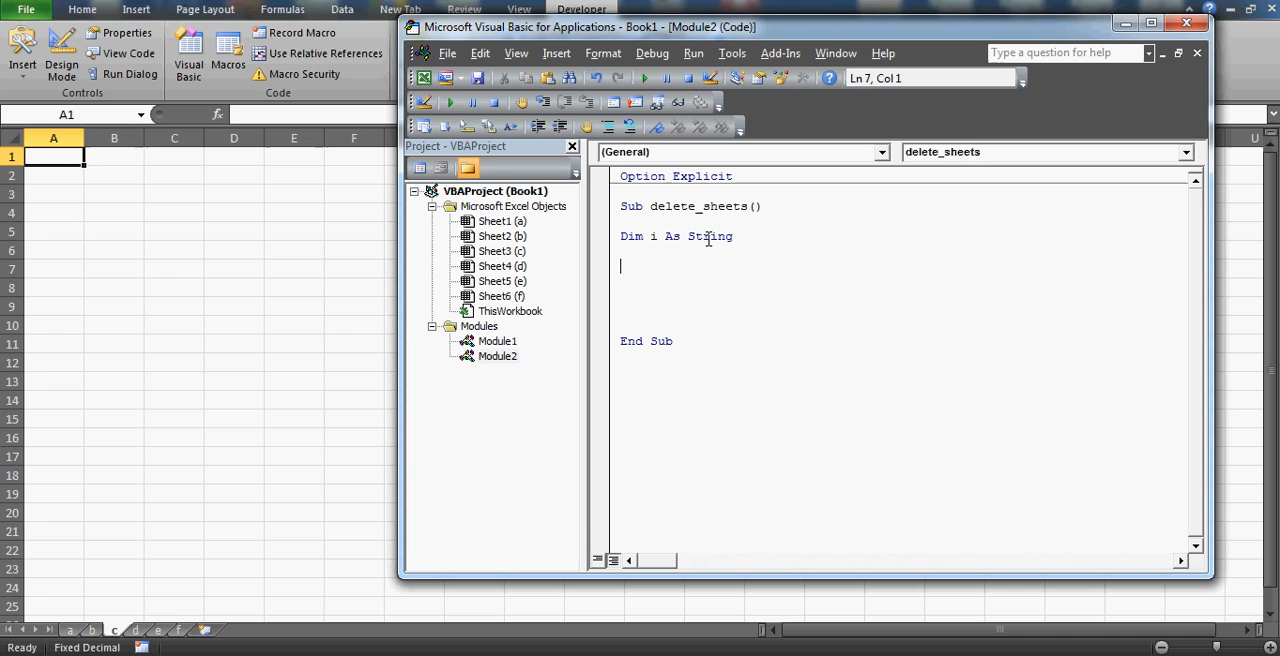 File Home Insert Page Layout Formulas Data New Tab Review View Developer
Microsoft Visual Basic for Applications - Book1 - [Module2 (Code)]
File Edit View Insert Format Debug Run Tools Add-Ins Window Help Type a question for help
Insert Design Mode Properties View Code Run Dialog
Controls
Visual Basic Macros Record Macro Use Relative References Macro Security
Code
Ln 7, Col 1
A1 fx
A B C D E F U
1
2
3
4
5
6
7
8
9
10
11
12
13
14
15
16
17
18
19
20
21
22
23
24
25
Project - VBAProject
VBAProject (Book1)
Microsoft Excel Objects
Sheet1 (a)
Sheet2 (b)
Sheet3 (c)
Sheet4 (d)
Sheet5 (e)
Sheet6 (f)
ThisWorkbook
Modules
Module1
Module2
(General) delete_sheets
Option Explicit
Sub delete_sheets()
Dim i As String
End Sub
a b c d e f
Ready Fixed Decimal